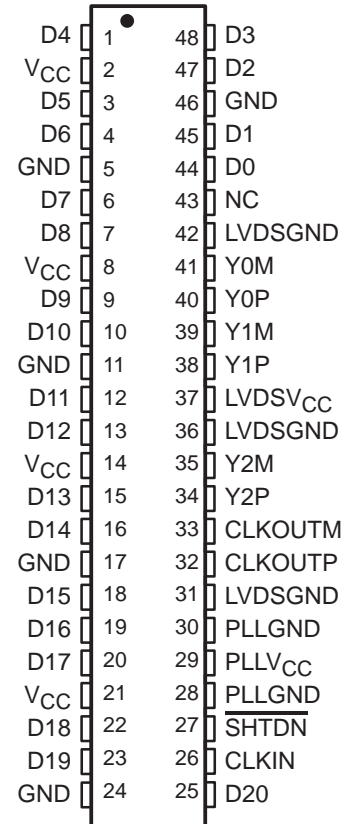 D4 1 48 D3
VCC 2 47 D2
D5 3 46 GND
D6 4 45 D1
GND 5 44 D0
D7 6 43 NC
D8 7 42 LVDSGND
VCC 8 41 Y0M
D9 9 40 Y0P
D10 10 39 Y1M
GND 11 38 Y1P
D11 12 37 LVDSVCC
D12 13 36 LVDSGND
VCC 14 35 Y2M
D13 15 34 Y2P
D14 16 33 CLKOUTM
GND 17 32 CLKOUTP
D15 18 31 LVDSGND
D16 19 30 PLLGND
D17 20 29 PLLVCC
VCC 21 28 PLLGND
D18 22 27 SHTDN
D19 23 26 CLKIN
GND 24 25 D20